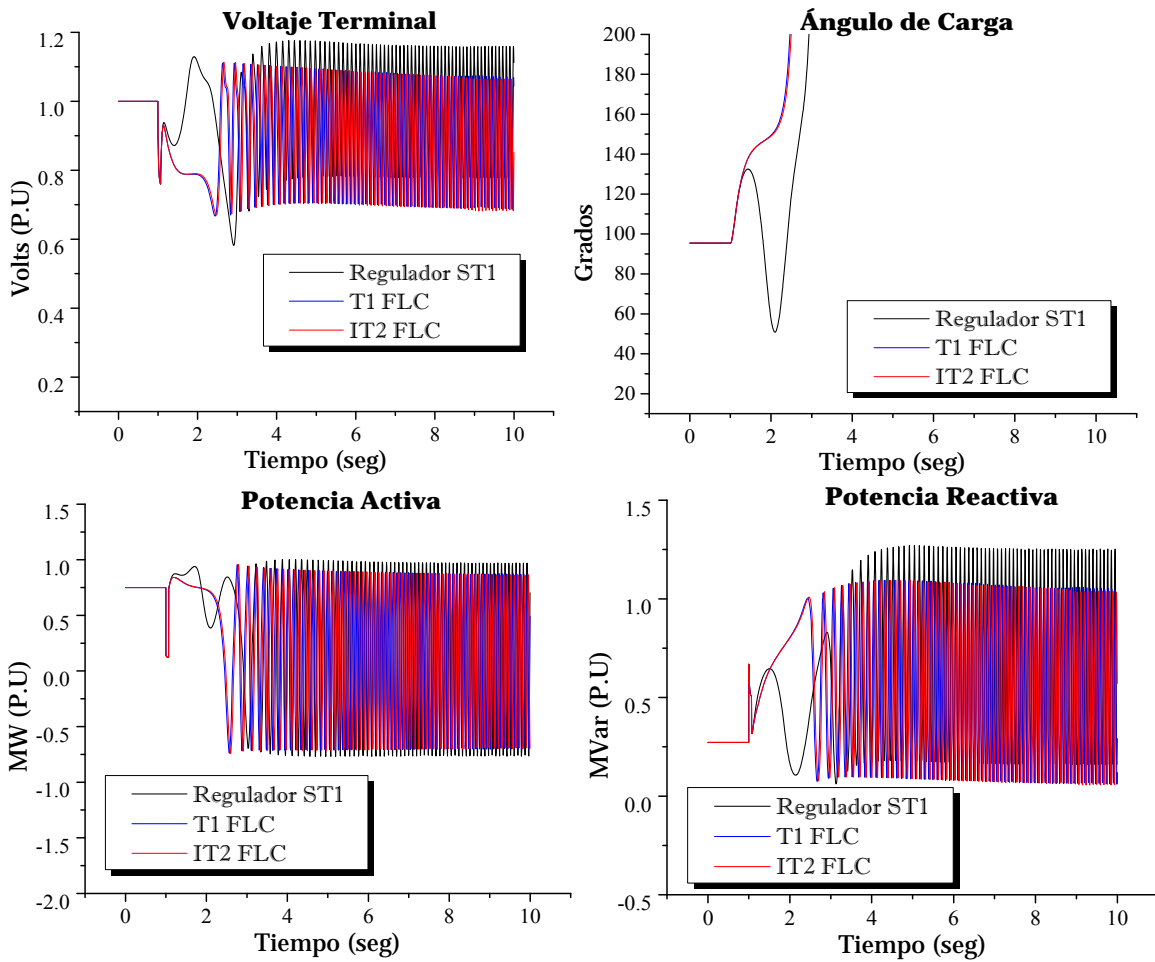 Voltaje Terminal
1.2
1.0
0.8
0.6
0.4
0.2
Volts (P.U)
Regulador ST1
T1 FLC
IT2 FLC
0 2 4 6 8 10
Tiempo (seg)
Ángulo de Carga
200
180
160
140
120
100
80
60
40
20
Grados
Regulador ST1
T1 FLC
IT2 FLC
0 2 4 6 8 10
Tiempo (seg)
Potencia Activa
1.5
1.0
0.5
0.0
-0.5
-1.0
-1.5
-2.0
MW (P.U)
Regulador ST1
T1 FLC
IT2 FLC
0 2 4 6 8 10
Tiempo (seg)
Potencia Reactiva
1.5
1.0
0.5
0.0
-0.5
MVar (P.U)
Regulador ST1
T1 FLC
IT2 FLC
0 2 4 6 8 10
Tiempo (seg)